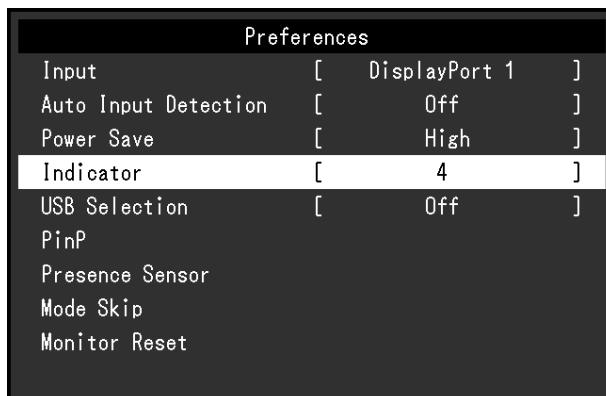 Preferences
Input [ DisplayPort 1 ]
Auto Input Detection [ Off ]
Power Save [ High ]
Indicator [ 4 ]
USB Selection [ Off ]
PinP
Presence Sensor
Mode Skip
Monitor Reset